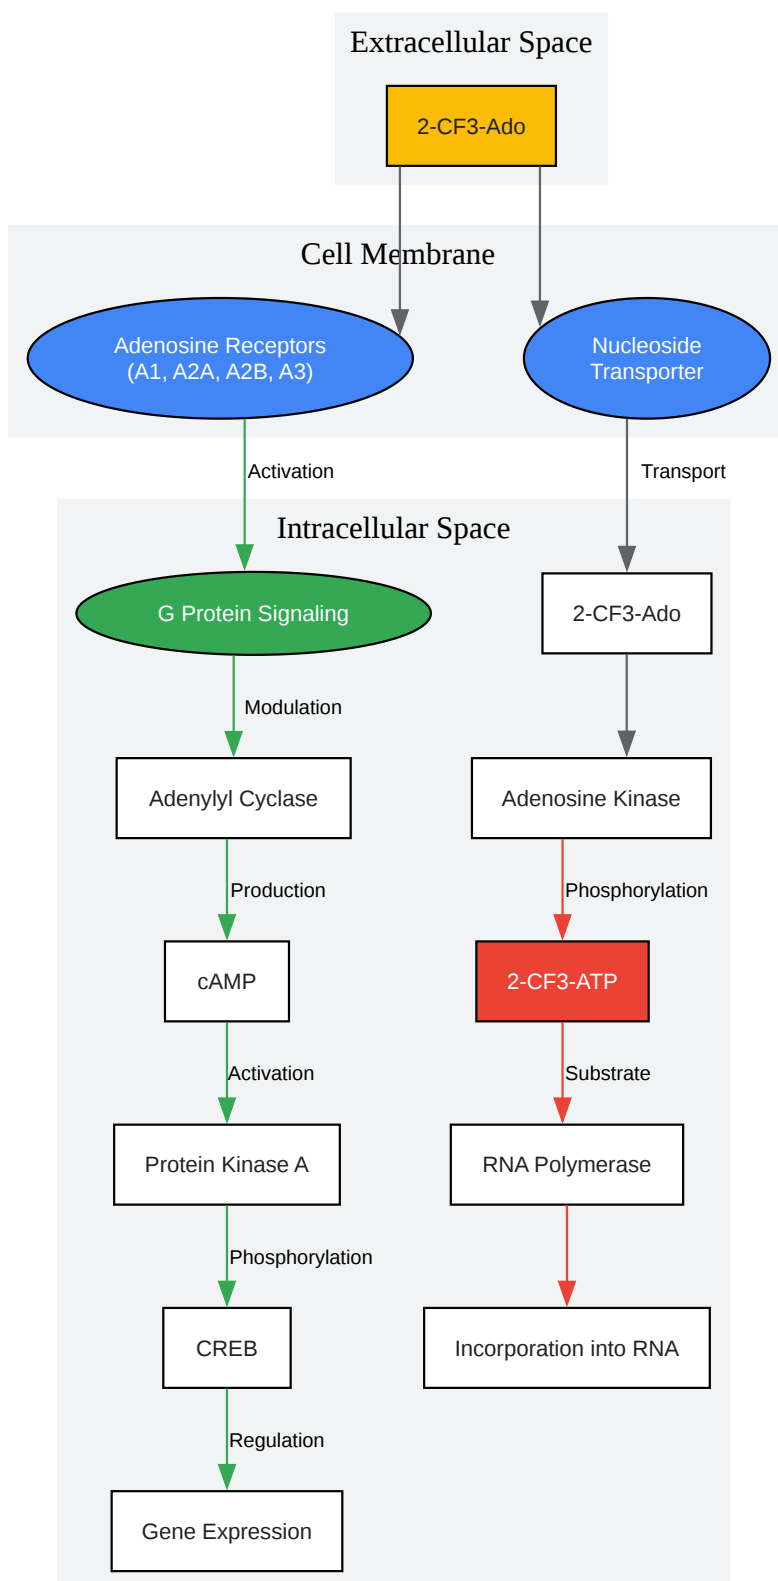 Extracellular Space
2-CF3-Ado
Cell Membrane
Adenosine Receptors
(A1, A2A, A2B, A3)
Nucleoside
Transporter
Activation
Transport
Intracellular Space
G Protein Signaling
2-CF3-Ado
Modulation
Adenylyl Cyclase
Adenosine Kinase
Production
Phosphorylation
cAMP
2-CF3-ATP
Activation
Substrate
Protein Kinase A
RNA Polymerase
Phosphorylation
CREB
Incorporation into RNA
Regulation
Gene Expression